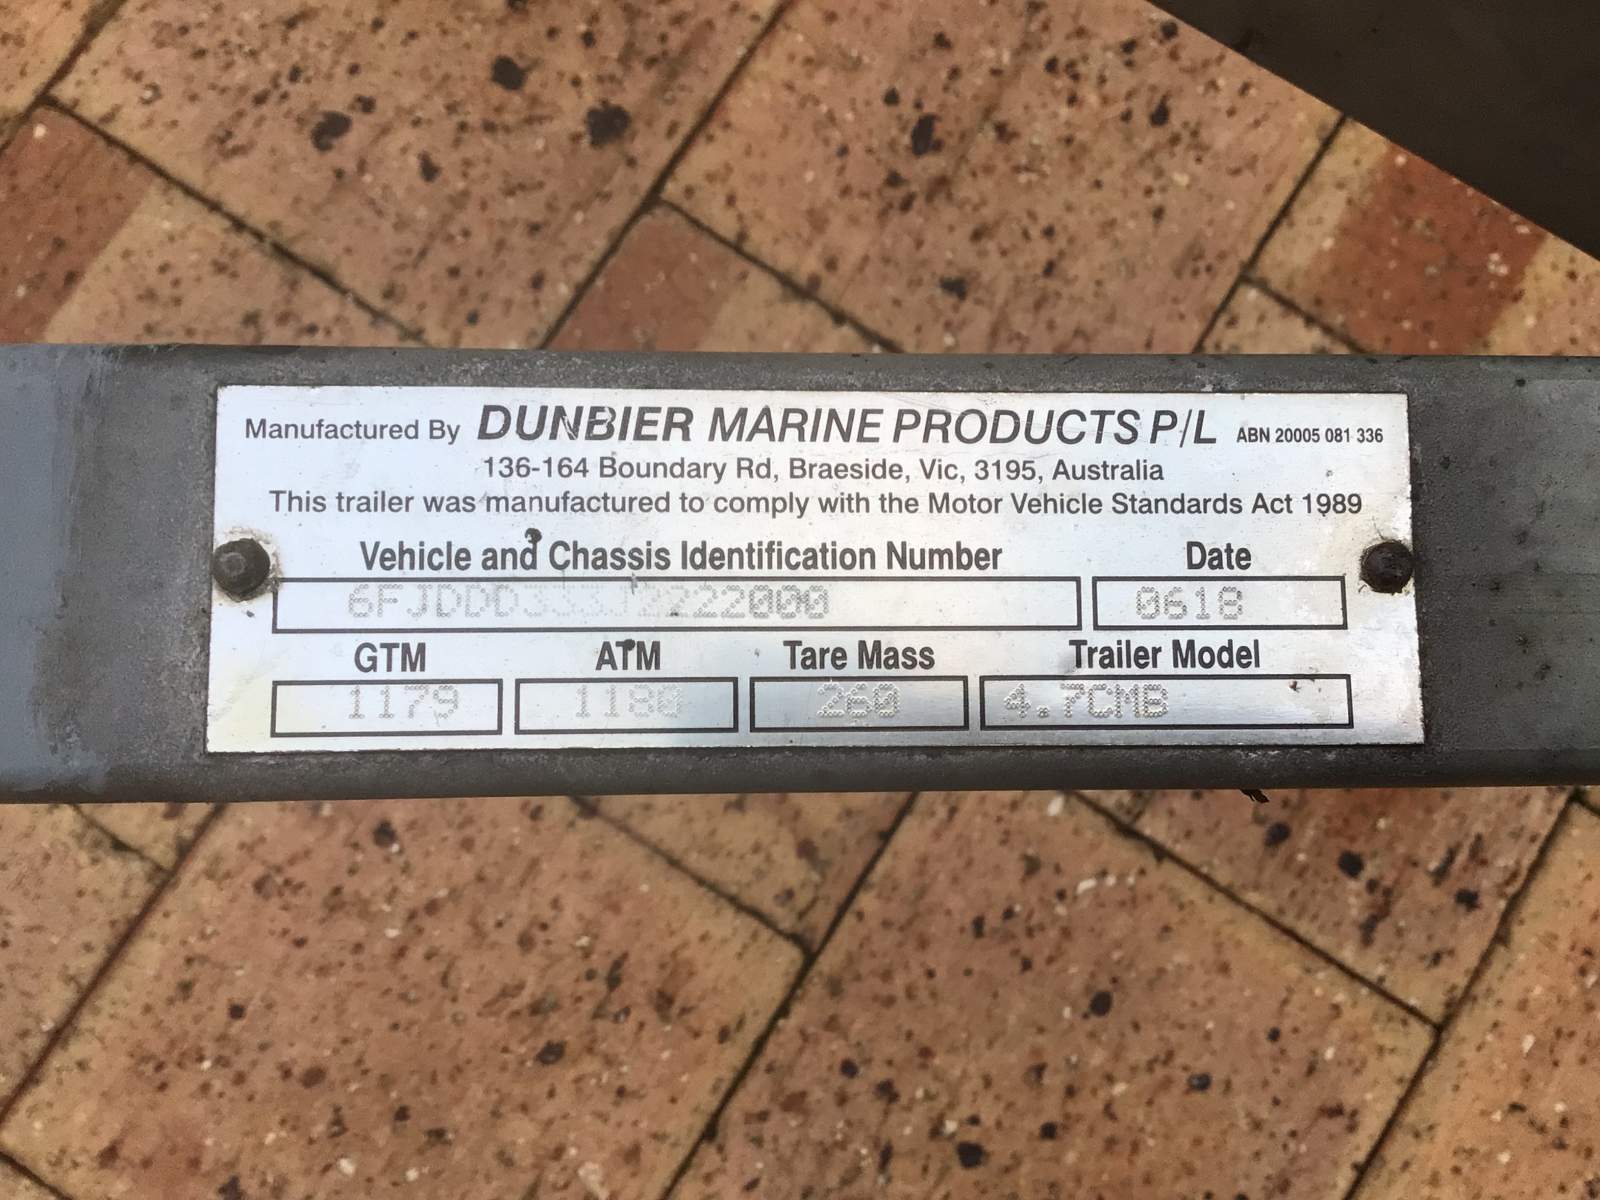 Manufactured By DUNBIER MARINE PRODUCTS P/L ABN 20005 081 336
136-164 Boundary Rd, Braeside, Vic, 3195, Australia
This trailer was manufactured to comply with the Motor Vehicle Standards Act 1989
Vehicle and Chassis Identification Number Date
0618
GTM ATM Tare Mass Trailer Model
1179 1180 260 4.7CMB